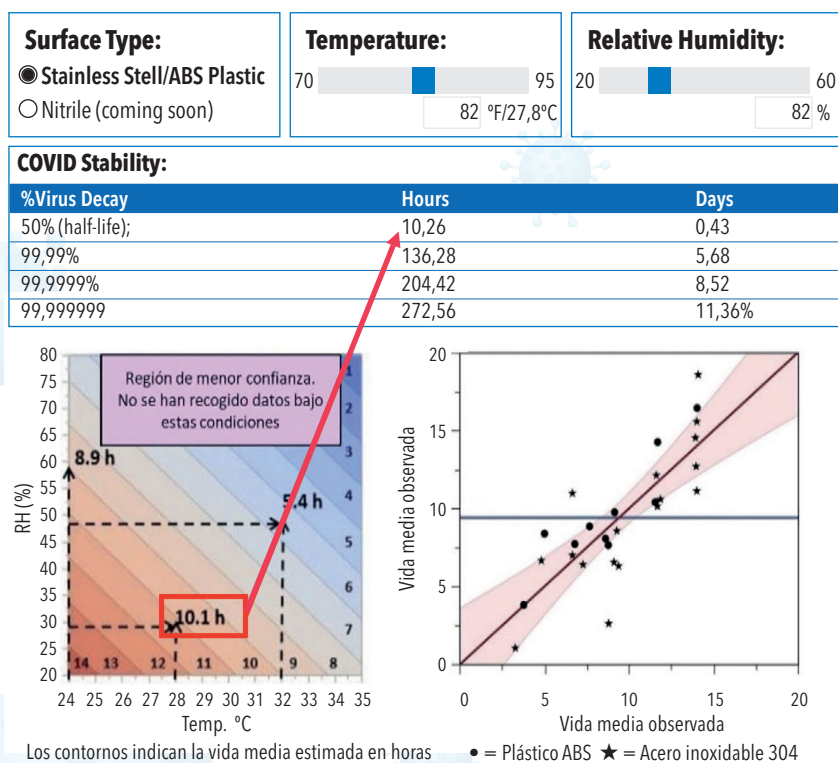 Surface Type:
Stainless Stell/ABS Plastic
Nitrile (coming soon)
Temperature:
70 95
82 ºF/27,8ºC
Relative Humidity:
20 60
82 %
COVID Stability:
%Virus Decay Hours Days
50% (half-life); 10,26 0,43
99,99% 136,28 5,68
99,9999% 204,42 8,52
99,999999 272,56 11,36%
80
75
70
65
60
55
50
45
40
35
30
25
20
RH (%)
Región de menor confianza.
No se han recogido datos bajo
estas condiciones
1
2
3
4
5
6
7
8.9 h
5.4 h
10.1 h
14 13 12 11 10 9 8
24 25 26 27 28 29 30 31 32 33 34 35
Temp. ºC
Los contornos indican la vida media estimada en horas
20
15
10
5
0
Vida media observada
0 5 10 15 20
Vida media observada
● = Plástico ABS ★ = Acero inoxidable 304